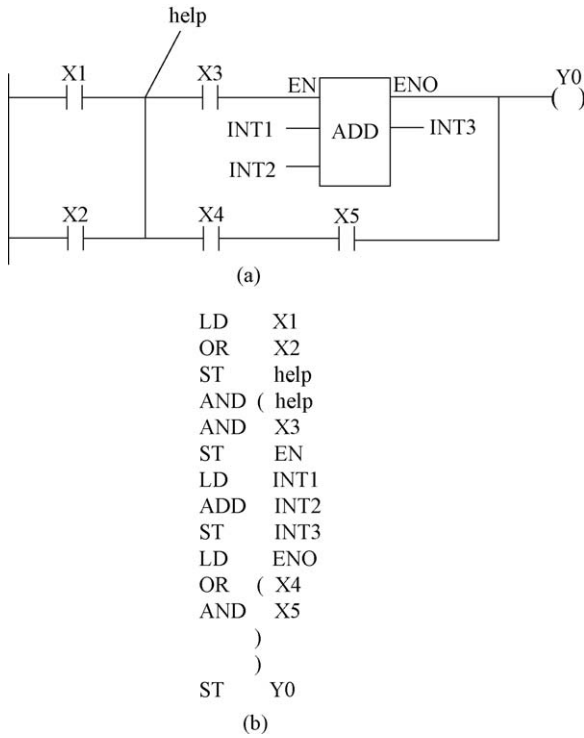 help
X1 X3 EN ENO Y0
INT1 ADD INT3
INT2
X2 X4 X5
(a)
LD X1
OR X2
ST help
AND ( help
AND X3
ST EN
LD INT1
ADD INT2
ST INT3
LD ENO
OR ( X4
AND X5
)
)
ST Y0
(b)